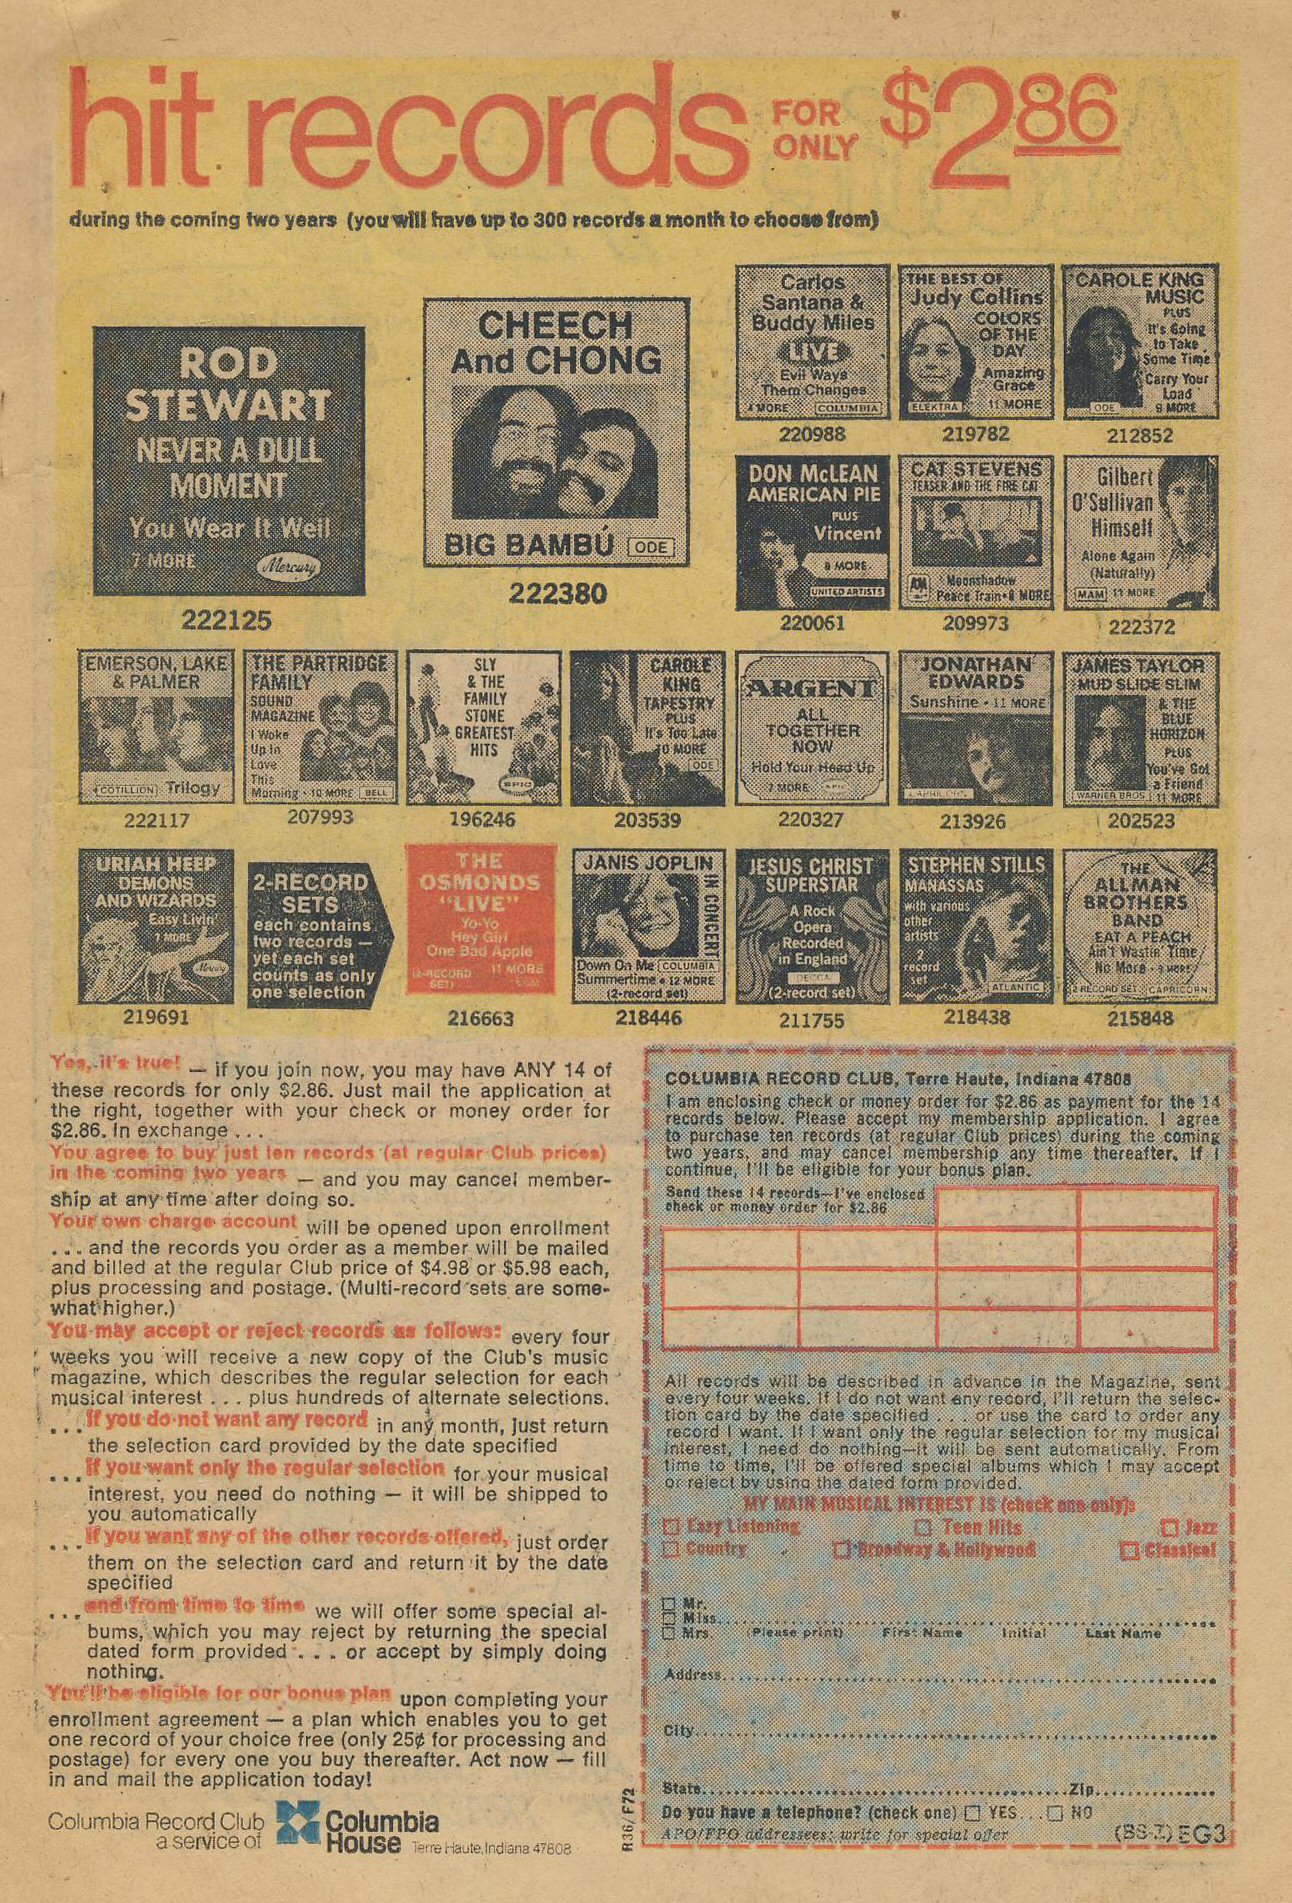 hit records FOR ONLY $2.86
during the coming two years (you will have up to 300 records a month to choose from)
ROD
STEWART
NEVER A DULL
MOMENT
You Wear It Well
7 MORE Mercury
222125
CHEECH
And CHONG
BIG BAMBÚ ODE
222380
Carlos
Santana &
Buddy Miles
LIVE
Evil Ways
Them Changes
4 MORE COLUMBIA
220988
THE BEST OF
Judy Collins
COLORS
OF THE
DAY
Amazing
Grace
ELEKTRA 11 MORE
219782
CAROLE KING
MUSIC
PLUS
It's Going
to Take
Some Time
Carry Your
Load
ODE 9 MORE
212852
DON McLEAN
AMERICAN PIE
PLUS
Vincent
8 MORE
UNITED ARTISTS
220061
CAT STEVENS
TEASER AND THE FIRE CAT
Moonshadow
A&M Peace Train • 8 MORE
209973
Gilbert
O'Sullivan
Himself
Alone Again
(Naturally)
MAM 11 MORE
222372
EMERSON, LAKE
& PALMER
COTILLION Trilogy
222117
THE PARTRIDGE
FAMILY
SOUND
MAGAZINE
I Woke
Up In
Love
This
Morning • 10 MORE BELL
207993
SLY
& THE
FAMILY
STONE
GREATEST
HITS
EPIC
196246
CAROLE
KING
TAPESTRY
PLUS
It's Too Late
10 MORE
ODE
203539
ARGENT
ALL
TOGETHER
NOW
Hold Your Head Up
7 MORE EPIC
220327
JONATHAN
EDWARDS
Sunshine • 11 MORE
CAPRICORN
213926
JAMES TAYLOR
MUD SLIDE SLIM
& THE
BLUE
HORIZON
PLUS
You've Got
a Friend
WARNER BROS 11 MORE
202523
URIAH HEEP
DEMONS
AND WIZARDS
Easy Livin'
7 MORE
Mercury
219691
2-RECORD
SETS
each contains
two records —
yet each set
counts as only
one selection
THE
OSMONDS
"LIVE"
Yo-Yo
Hey Girl
One Bad Apple
(2-RECORD 11 MORE
SET) MGM
216663
JANIS JOPLIN
IN CONCERT
Down On Me COLUMBIA
Summertime • 12 MORE
(2-record set)
218446
JESUS CHRIST
SUPERSTAR
A Rock
Opera
Recorded
in England
DECCA
(2-record set)
211755
STEPHEN STILLS
MANASSAS
with various
other
artists
2
record
set
ATLANTIC
218438
THE
ALLMAN
BROTHERS
BAND
EAT A PEACH
Ain't Wastin' Time
No More • 9 MORE
2 RECORD SET CAPRICORN
215848
Yes, it's true! — if you join now, you may have ANY 14 of
these records for only $2.86. Just mail the application at
the right, together with your check or money order for
$2.86. In exchange . . .
You agree to buy just ten records (at regular Club prices)
in the coming two years — and you may cancel member-
ship at any time after doing so.
Your own charge account will be opened upon enrollment
. . . and the records you order as a member will be mailed
and billed at the regular Club price of $4.98 or $5.98 each,
plus processing and postage. (Multi-record sets are some-
what higher.)
You may accept or reject records as follows: every four
weeks you will receive a new copy of the Club's music
magazine, which describes the regular selection for each
musical interest . . . plus hundreds of alternate selections.
. . . If you do not want any record in any month, just return
the selection card provided by the date specified
. . . If you want only the regular selection for your musical
interest, you need do nothing — it will be shipped to
you automatically
. . . If you want any of the other records offered, just order
them on the selection card and return it by the date
specified
. . . and from time to time we will offer some special al-
bums, which you may reject by returning the special
dated form provided . . . or accept by simply doing
nothing.
You'll be eligible for our bonus plan upon completing your
enrollment agreement — a plan which enables you to get
one record of your choice free (only 25¢ for processing and
postage) for every one you buy thereafter. Act now — fill
in and mail the application today!
Columbia Record Club
a service of
Columbia
House Terre Haute, Indiana 47808
R36/F72
COLUMBIA RECORD CLUB, Terre Haute, Indiana 47808
I am enclosing check or money order for $2.86 as payment for the 14
records below. Please accept my membership application. I agree
to purchase ten records (at regular Club prices) during the coming
two years, and may cancel membership any time thereafter. If I
continue, I'll be eligible for your bonus plan.
Send these 14 records—I've enclosed
check or money order for $2.86
All records will be described in advance in the Magazine, sent
every four weeks. If I do not want any record, I'll return the selec-
tion card by the date specified . . . or use the card to order any
record I want. If I want only the regular selection for my musical
interest, I need do nothing—it will be sent automatically. From
time to time, I'll be offered special albums which I may accept
or reject by using the dated form provided.
MY MAIN MUSICAL INTEREST IS (check one only):
Easy Listening Teen Hits Jazz
Country Broadway & Hollywood Classical
Mr.
Miss
Mrs. (Please print) First Name Initial Last Name
Address
City
State Zip
Do you have a telephone? (check one) YES . . . NO
APO/FPO addressees: write for special offer (BS-Z) EG3